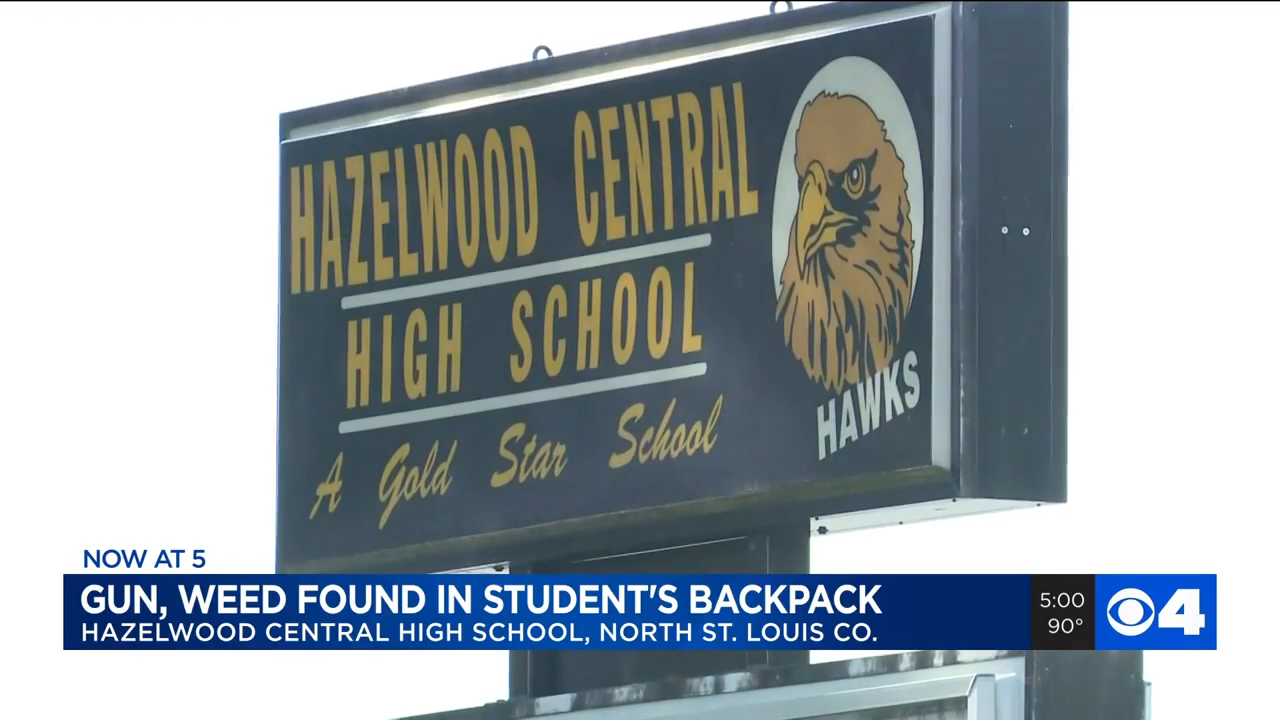 HAZELWOOD CENTRAL
HIGH SCHOOL
A Gold Star School
HAWKS
NOW AT 5
GUN, WEED FOUND IN STUDENT'S BACKPACK
HAZELWOOD CENTRAL HIGH SCHOOL, NORTH ST. LOUIS CO.
5:00
90°
4